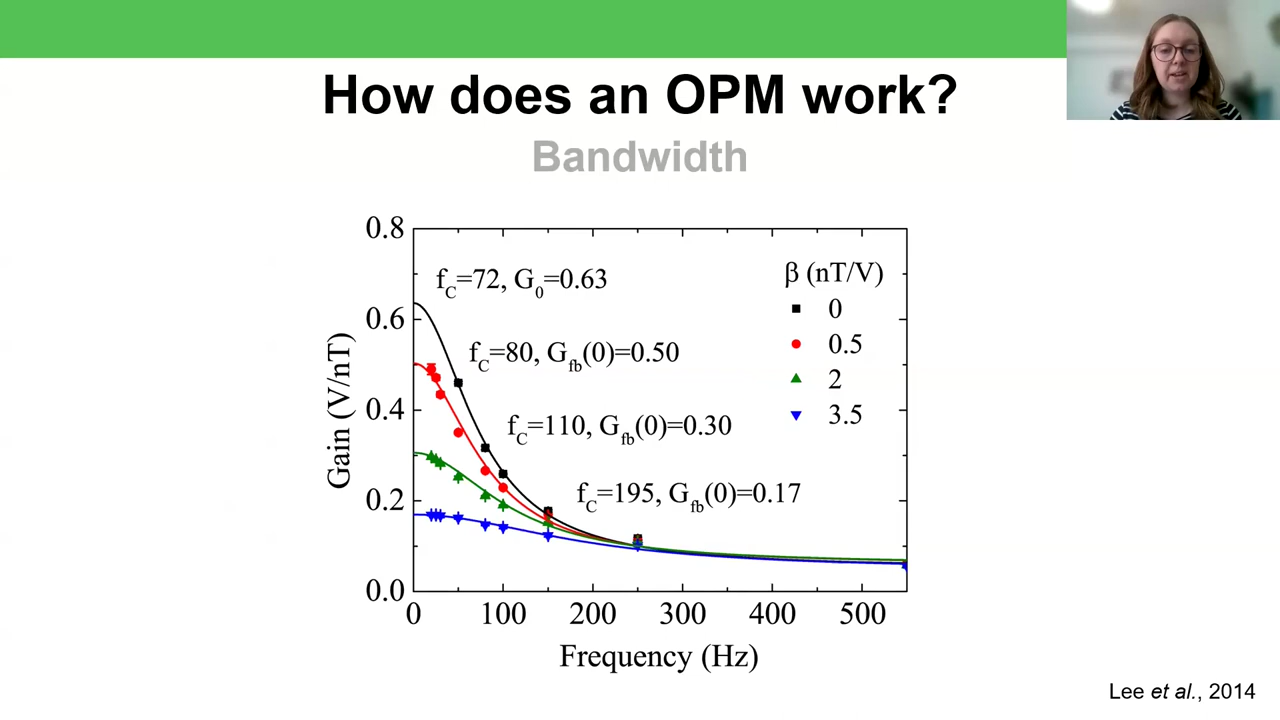 How does an OPM work?
Bandwidth
0.8
0.6
0.4
0.2
0.0
Gain (V/nT)
f_C=72, G_0=0.63
f_C=80, G_fb(0)=0.50
f_C=110, G_fb(0)=0.30
f_C=195, G_fb(0)=0.17
β (nT/V)
0
0.5
2
3.5
0 100 200 300 400 500
Frequency (Hz)
Lee et al., 2014